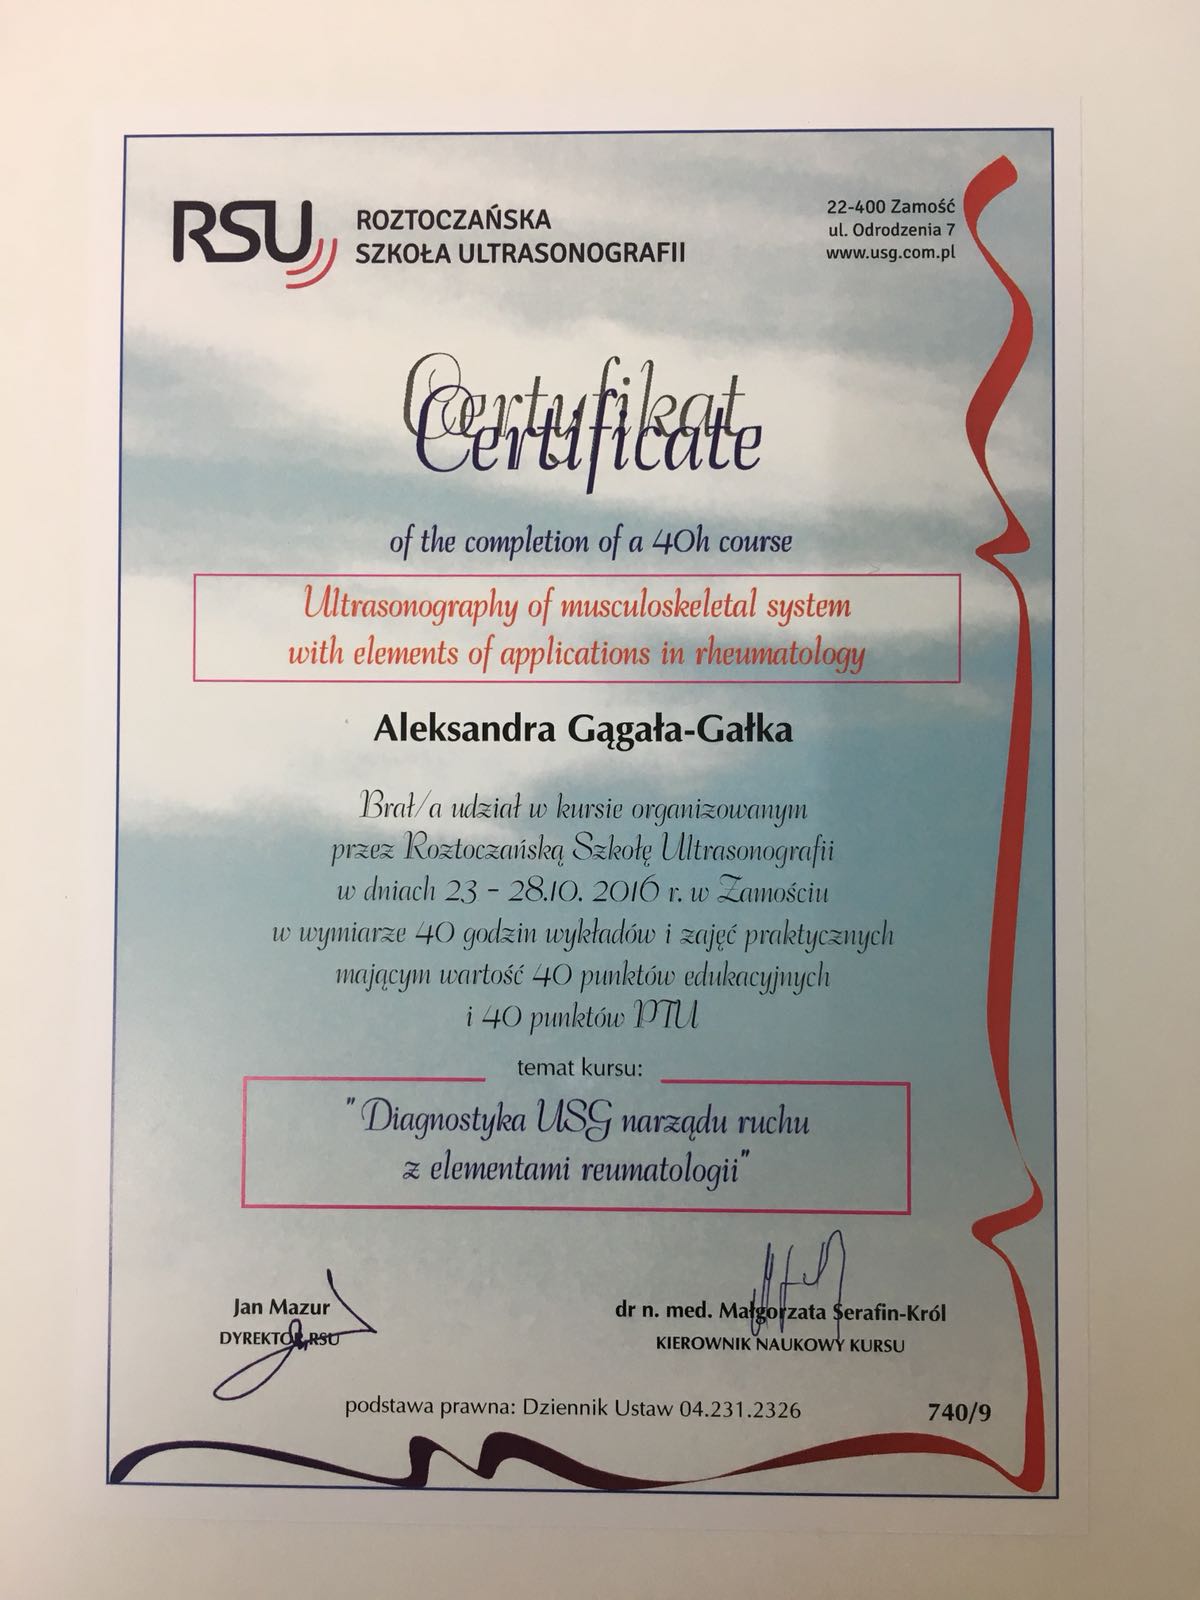 RSU
ROZTOCZAŃSKA
SZKOŁA ULTRASONOGRAFII
22-400 Zamość
ul. Odrodzenia 7
www.usg.com.pl
Certyfikat
Certificate
of the completion of a 40h course
Ultrasonography of musculoskeletal system
with elements of applications in rheumatology
Aleksandra Gągała-Gałka
Brał/a udział w kursie organizowanym
przez Roztoczańską Szkołę Ultrasonografii
w dniach 23 - 28.10. 2016 r. w Zamościu
w wymiarze 40 godzin wykładów i zajęć praktycznych
mającym wartość 40 punktów edukacyjnych
i 40 punktów PTU
temat kursu:
"Diagnostyka USG narządu ruchu
z elementami reumatologii"
Jan Mazur
DYREKTOR RSU
dr n. med. Małgorzata Serafin-Król
KIEROWNIK NAUKOWY KURSU
podstawa prawna: Dziennik Ustaw 04.231.2326
740/9